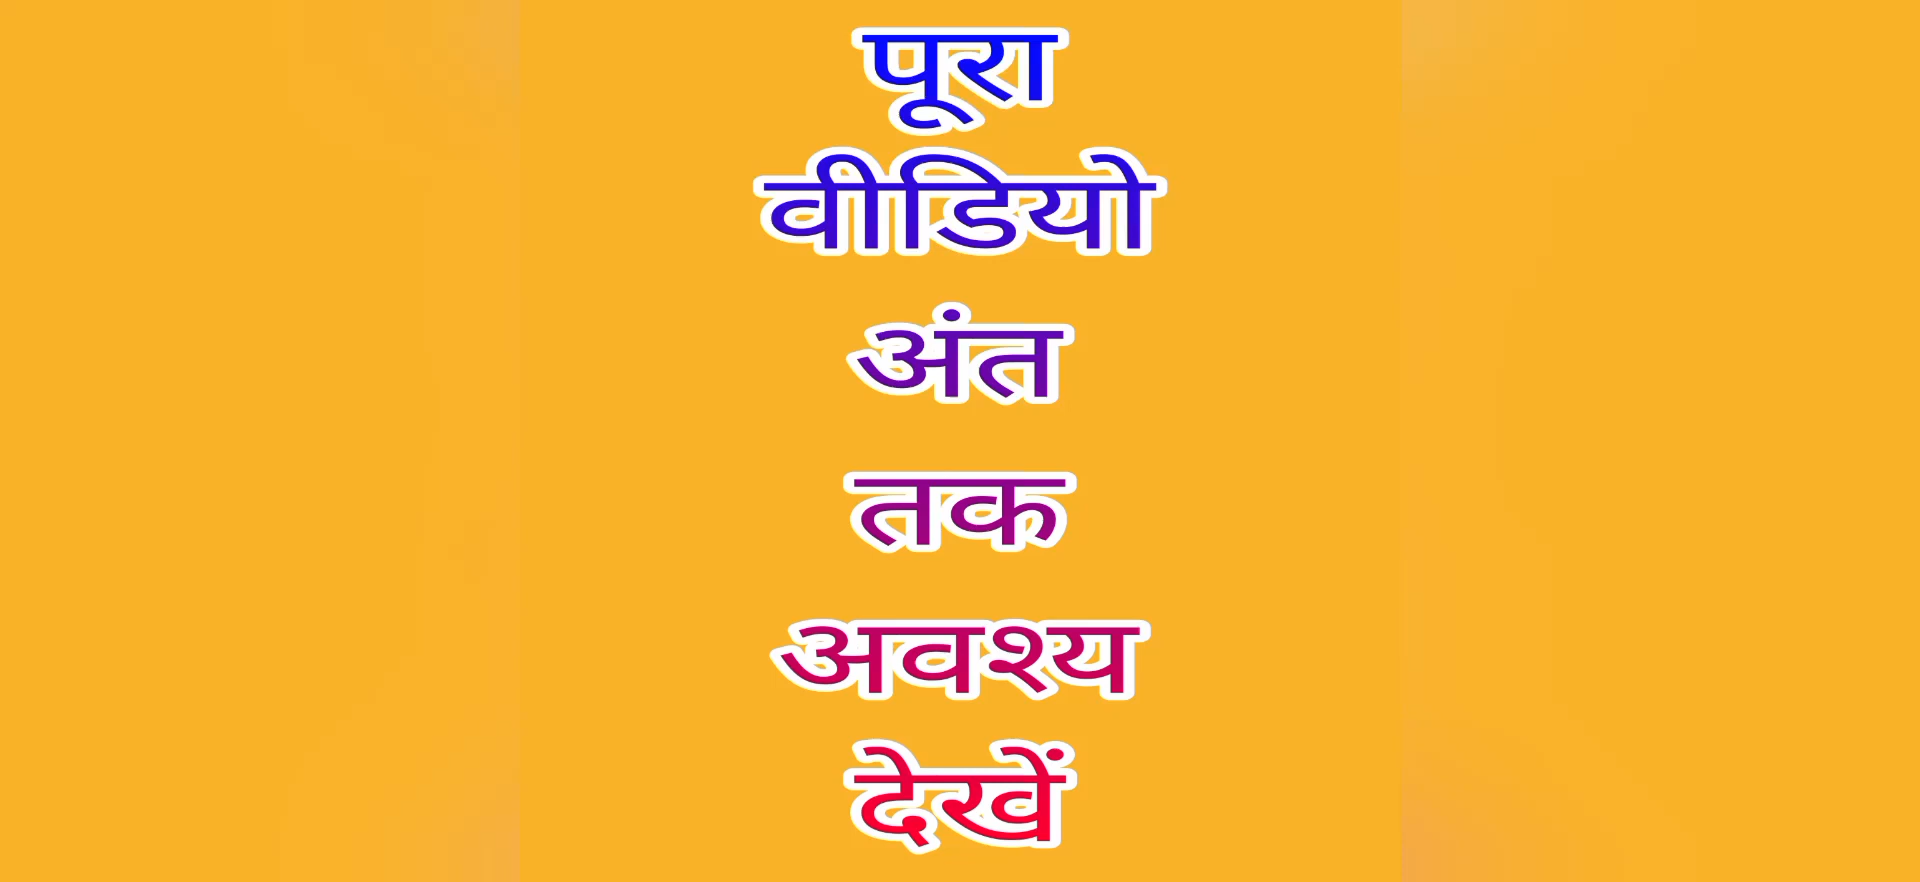 पूरा
वीडियो
अंत
तक
अवश्य
देखें